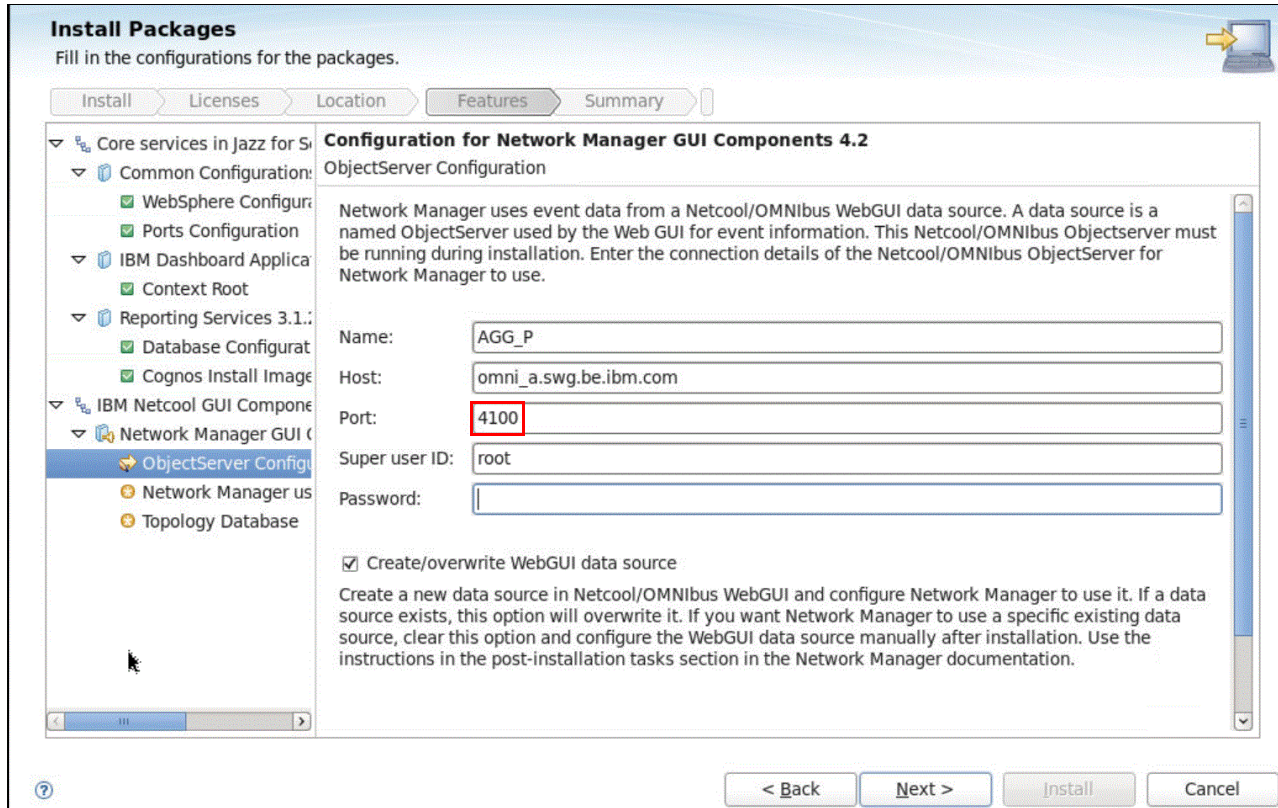 Install Packages
Fill in the configurations for the packages.
Install Licenses Location Features Summary
Core services in Jazz for S
Common Configuration
WebSphere Configura
Ports Configuration
IBM Dashboard Applica
Context Root
Reporting Services 3.1.
Database Configurat
Cognos Install Image
IBM Netcool GUI Compone
Network Manager GUI
ObjectServer Configu
Network Manager us
Topology Database
Configuration for Network Manager GUI Components 4.2
ObjectServer Configuration
Network Manager uses event data from a Netcool/OMNIbus WebGUI data source. A data source is a
named ObjectServer used by the Web GUI for event information. This Netcool/OMNIbus Objectserver must
be running during installation. Enter the connection details of the Netcool/OMNIbus ObjectServer for
Network Manager to use.
Name: AGG_P
Host: omni_a.swg.be.ibm.com
Port: 4100
Super user ID: root
Password:
Create/overwrite WebGUI data source
Create a new data source in Netcool/OMNIbus WebGUI and configure Network Manager to use it. If a data
source exists, this option will overwrite it. If you want Network Manager to use a specific existing data
source, clear this option and configure the WebGUI data source manually after installation. Use the
instructions in the post-installation tasks section in the Network Manager documentation.
? < Back Next > Install Cancel